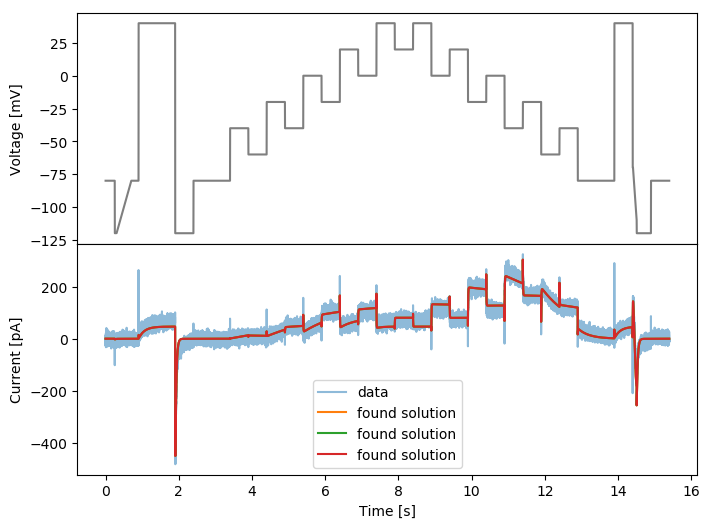 25
0
−25
−50
−75
−100
−125
Voltage [mV]
200
0
−200
−400
Current [pA]
data
found solution
found solution
found solution
0 2 4 6 8 10 12 14 16
Time [s]